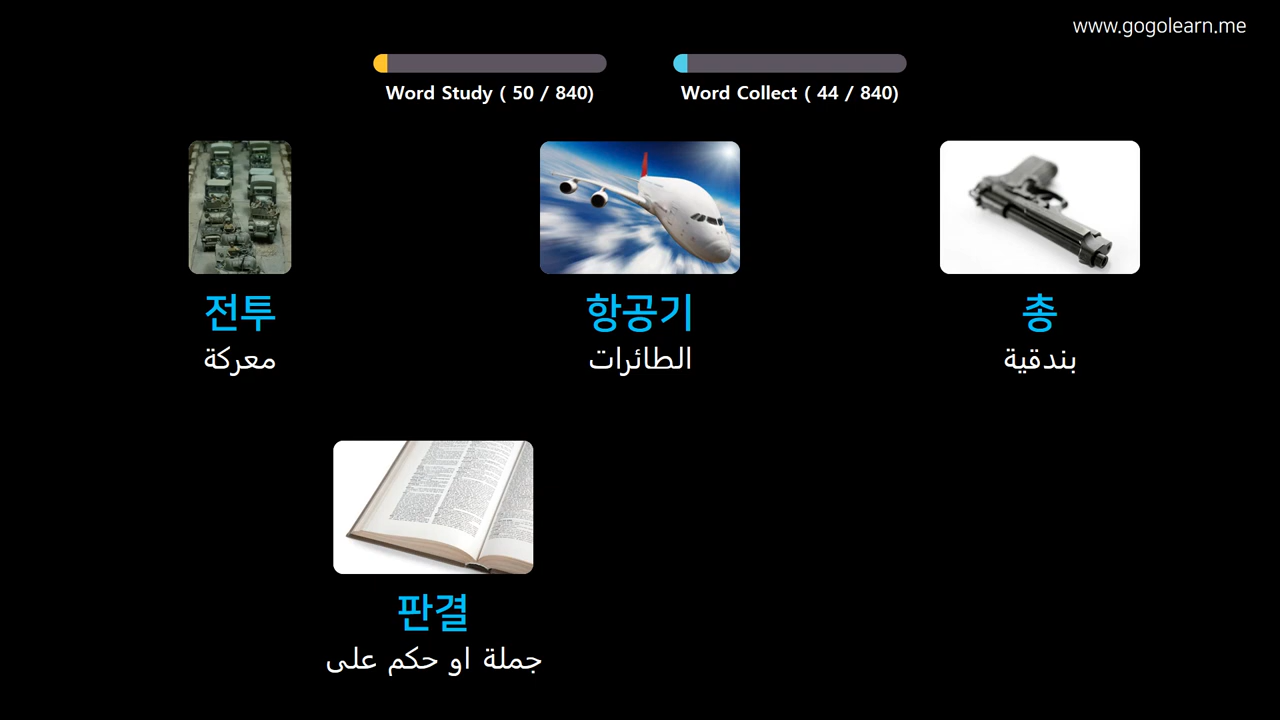 www.gogolearn.me
Word Study ( 50 / 840)
Word Collect ( 44 / 840)
전투
معركة
항공기
الطائرات
총
بندقية
판결
جملة او حكم على